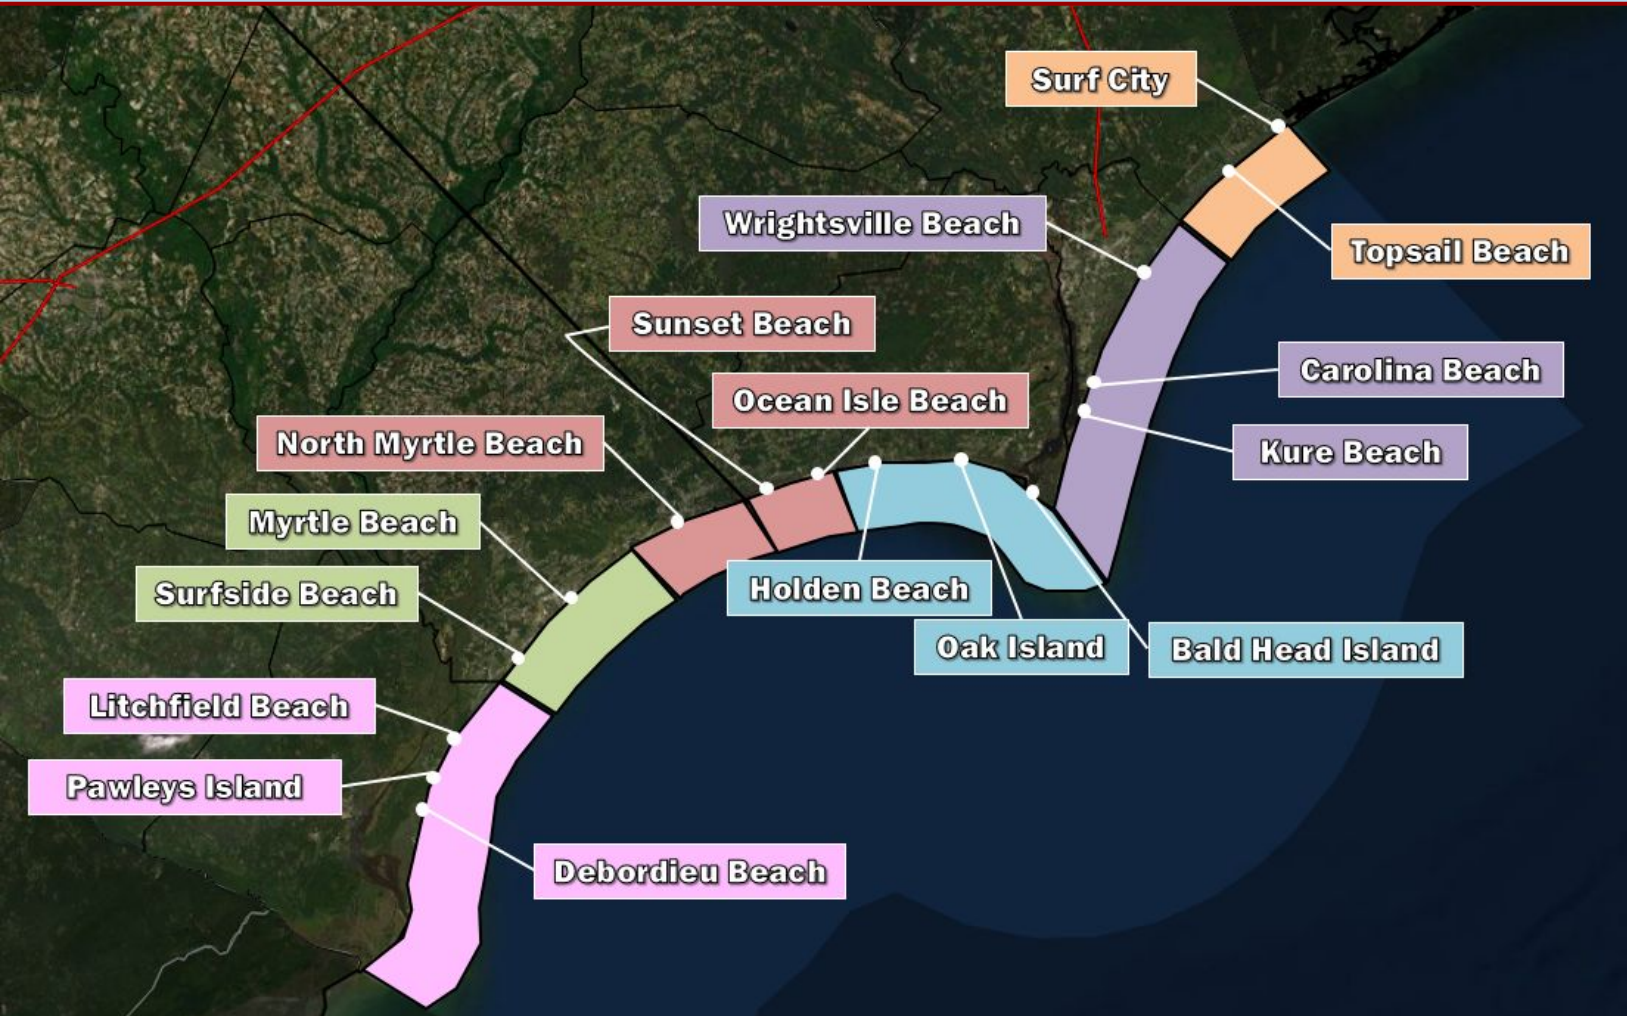 Surf City
Wrightsville Beach
Topsail Beach
Sunset Beach
Carolina Beach
Ocean Isle Beach
North Myrtle Beach
Kure Beach
Myrtle Beach
Surfside Beach
Holden Beach
Oak Island
Bald Head Island
Litchfield Beach
Pawleys Island
Debordieu Beach